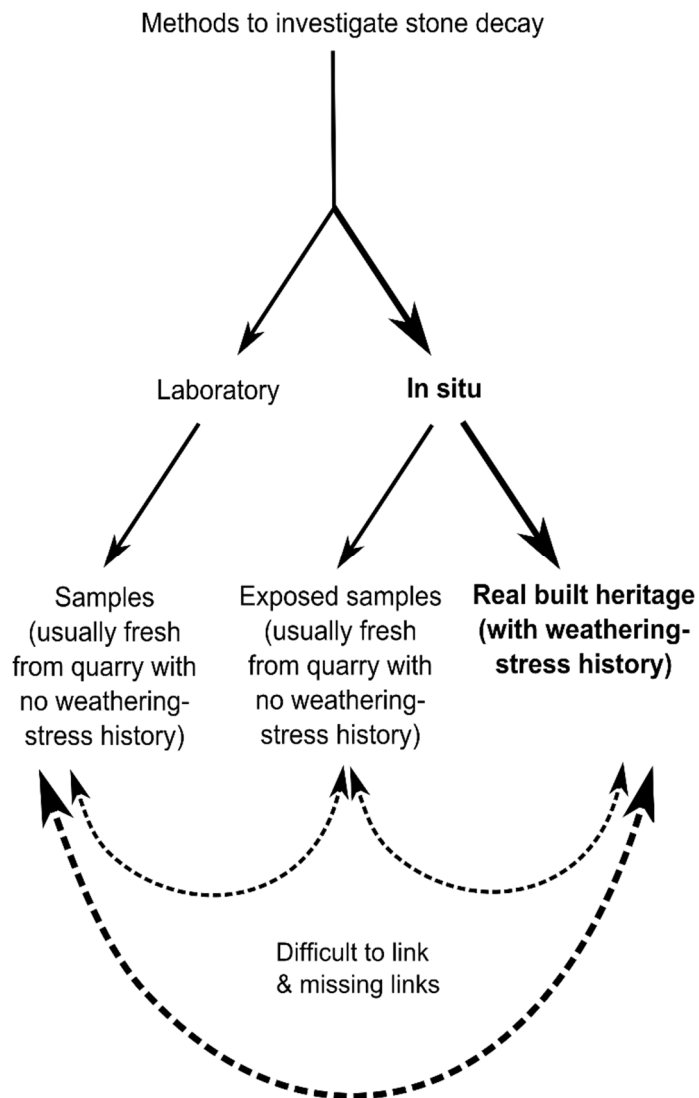 Methods to investigate stone decay
Laboratory
In situ
Samples
(usually fresh
from quarry with
no weathering-
stress history)
Exposed samples
(usually fresh
from quarry with
no weathering-
stress history)
Real built heritage
(with weathering-
stress history)
Difficult to link
& missing links